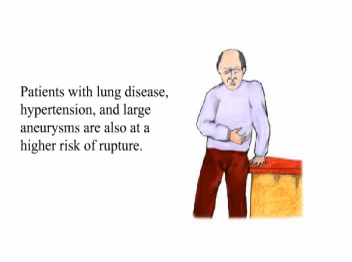 Patients with lung disease,
hypertension, and large
aneurysms are also at a
higher risk of rupture.